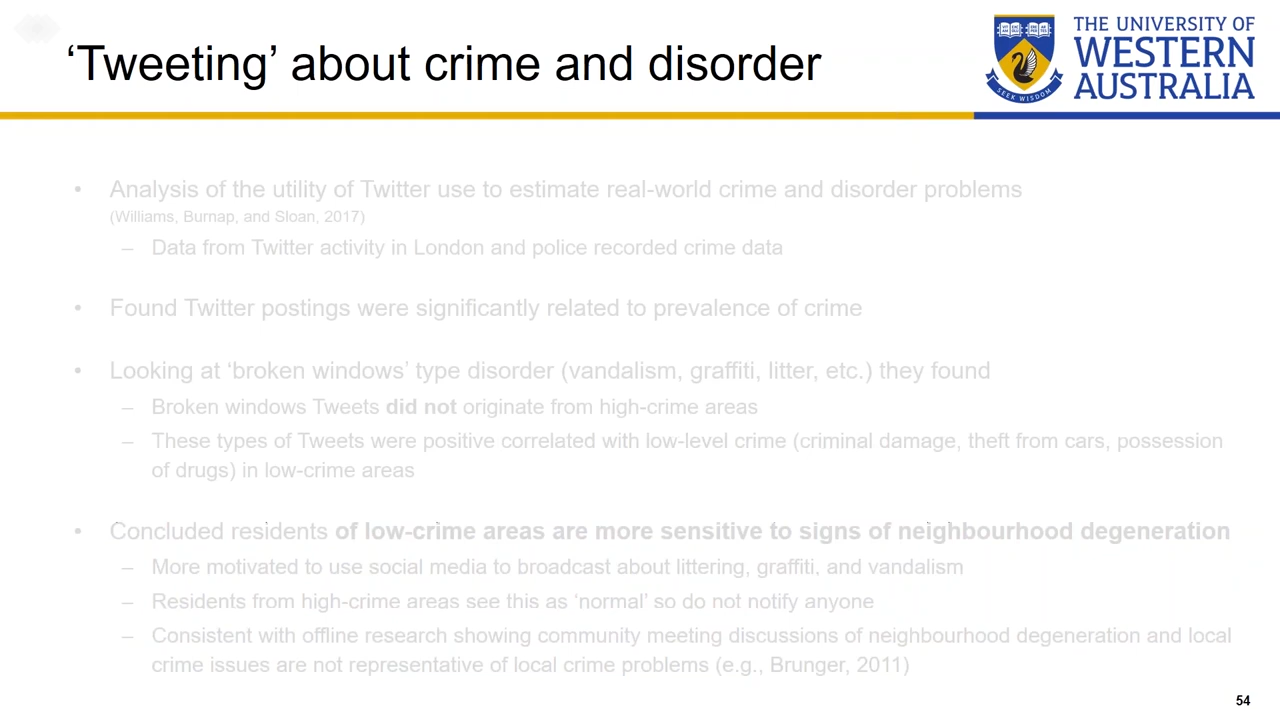 ‘Tweeting’ about crime and disorder
THE UNIVERSITY OF
WESTERN
AUSTRALIA
SEEK WISDOM
• Analysis of the utility of Twitter use to estimate real-world crime and disorder problems
(Williams, Burnap, and Sloan, 2017)
– Data from Twitter activity in London and police recorded crime data
• Found Twitter postings were significantly related to prevalence of crime
• Looking at ‘broken windows’ type disorder (vandalism, graffiti, litter, etc.) they found
– Broken windows Tweets did not originate from high-crime areas
– These types of Tweets were positive correlated with low-level crime (criminal damage, theft from cars, possession
of drugs) in low-crime areas
• Concluded residents of low-crime areas are more sensitive to signs of neighbourhood degeneration
– More motivated to use social media to broadcast about littering, graffiti, and vandalism
– Residents from high-crime areas see this as ‘normal’ so do not notify anyone
– Consistent with offline research showing community meeting discussions of neighbourhood degeneration and local
crime issues are not representative of local crime problems (e.g., Brunger, 2011)
54